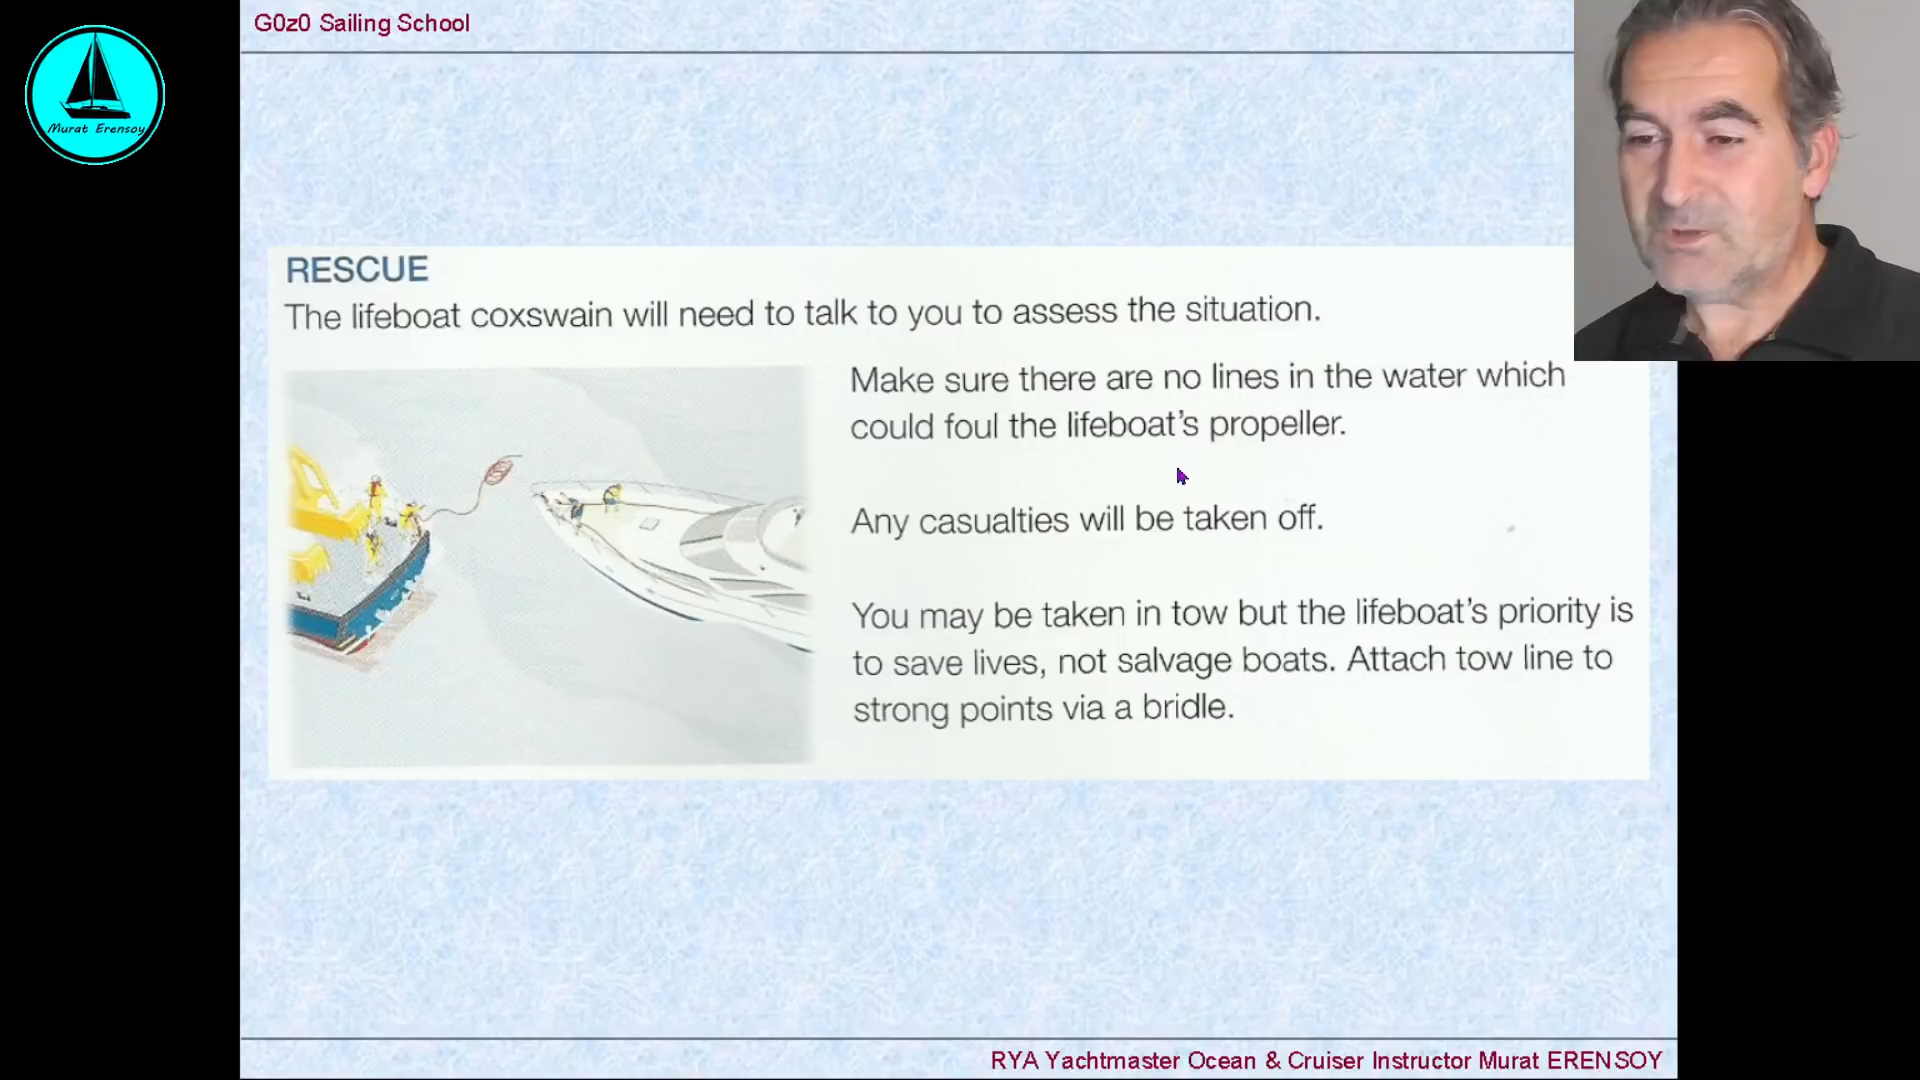 G0z0 Sailing School
Murat Erensoy
RESCUE
The lifeboat coxswain will need to talk to you to assess the situation.
Make sure there are no lines in the water which
could foul the lifeboat's propeller.
Any casualties will be taken off.
You may be taken in tow but the lifeboat's priority is
to save lives, not salvage boats. Attach tow line to
strong points via a bridle.
RYA Yachtmaster Ocean & Cruiser Instructor Murat ERENSOY